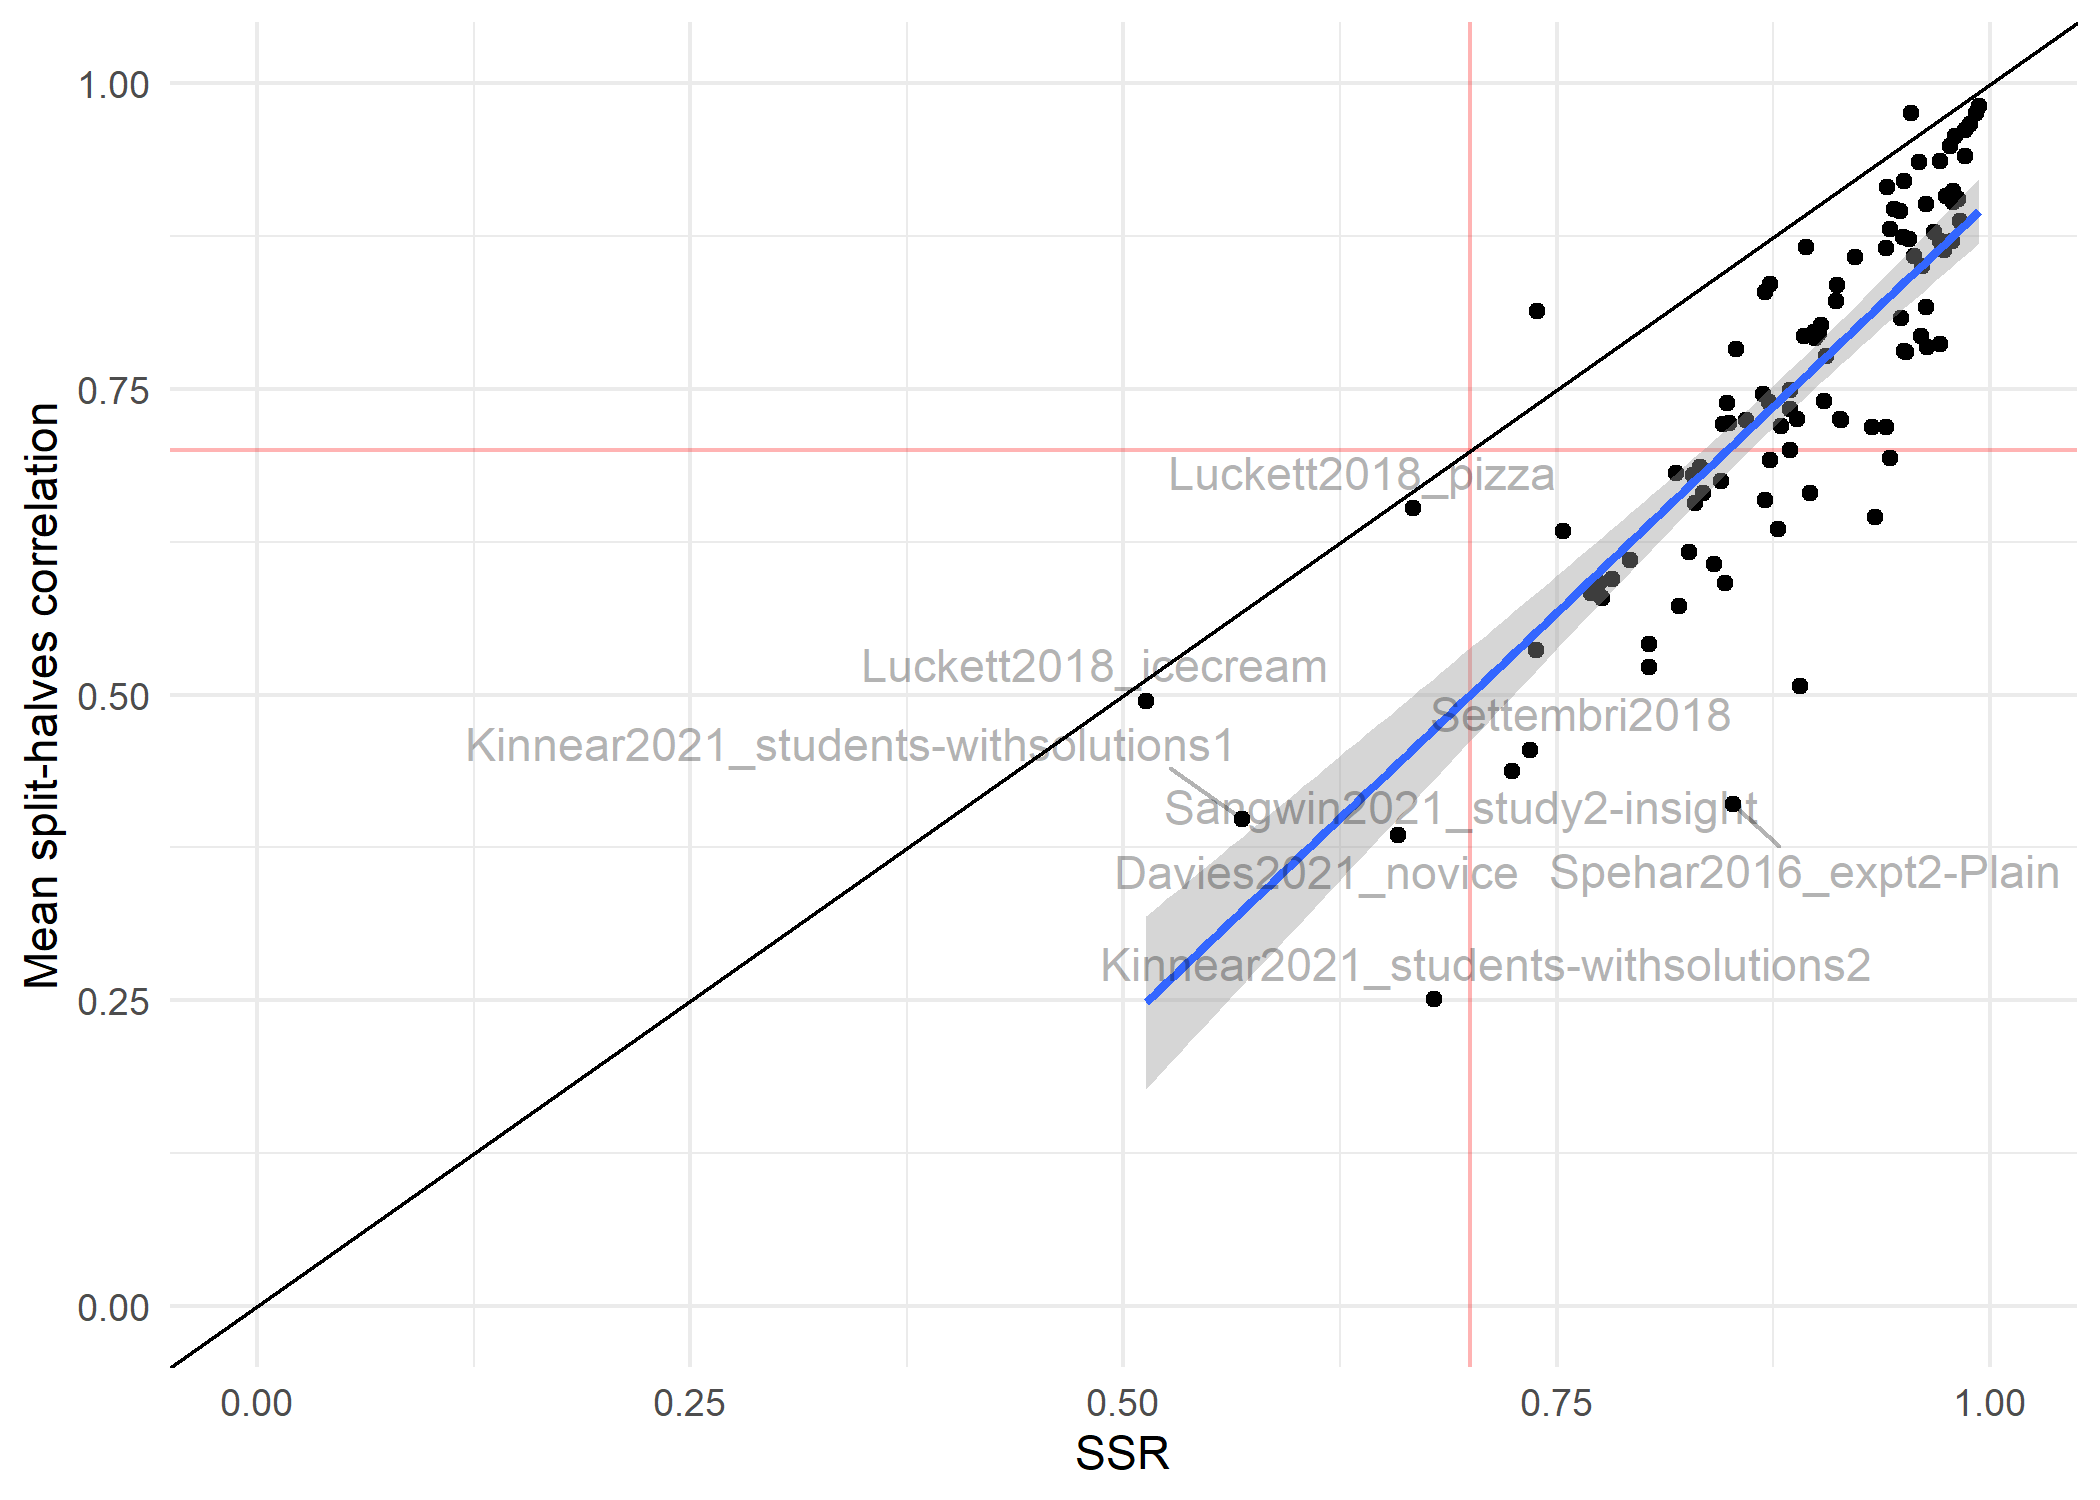 1.00
0.75
0.50
0.25
0.00
Mean split-halves correlation
Luckett2018_pizza
Luckett2018_icecream
Settembri2018
Kinnear2021_students-withsolutions1
Sangwin2021_study2-insight
Davies2021_novice
Spehar2016_expt2-Plain
Kinnear2021_students-withsolutions2
0.00
0.25
0.50
0.75
1.00
SSR